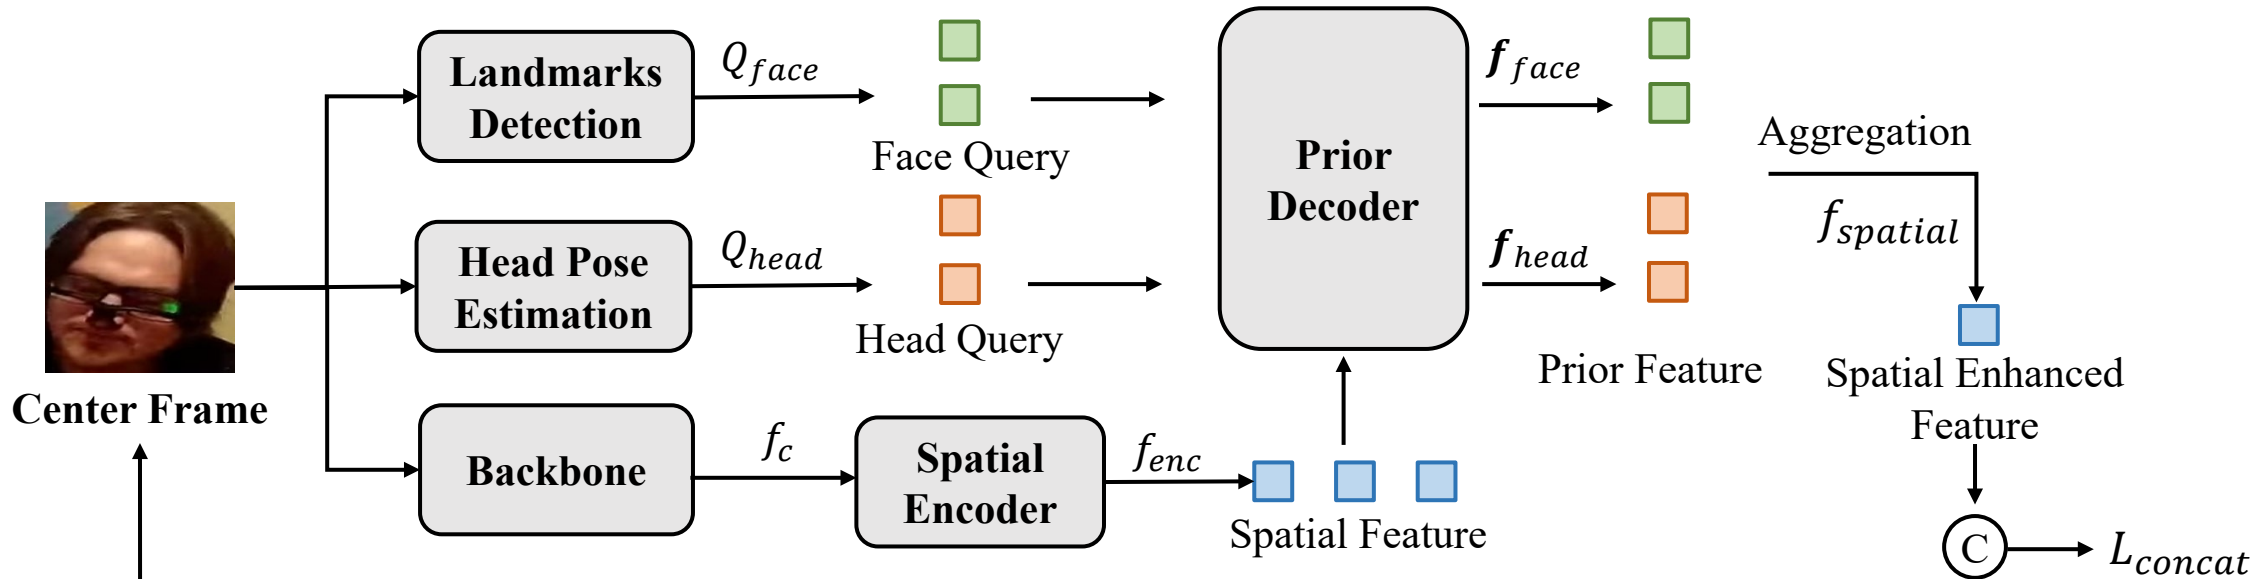 Landmarks
Detection
Q_face
Face Query
Prior
Decoder
f_face
Aggregation
f_spatial
Head Pose
Estimation
Q_head
Head Query
f_head
Prior Feature
Spatial Enhanced
Feature
Center Frame
Backbone
f_c
Spatial
Encoder
f_enc
Spatial Feature
C
L_concat